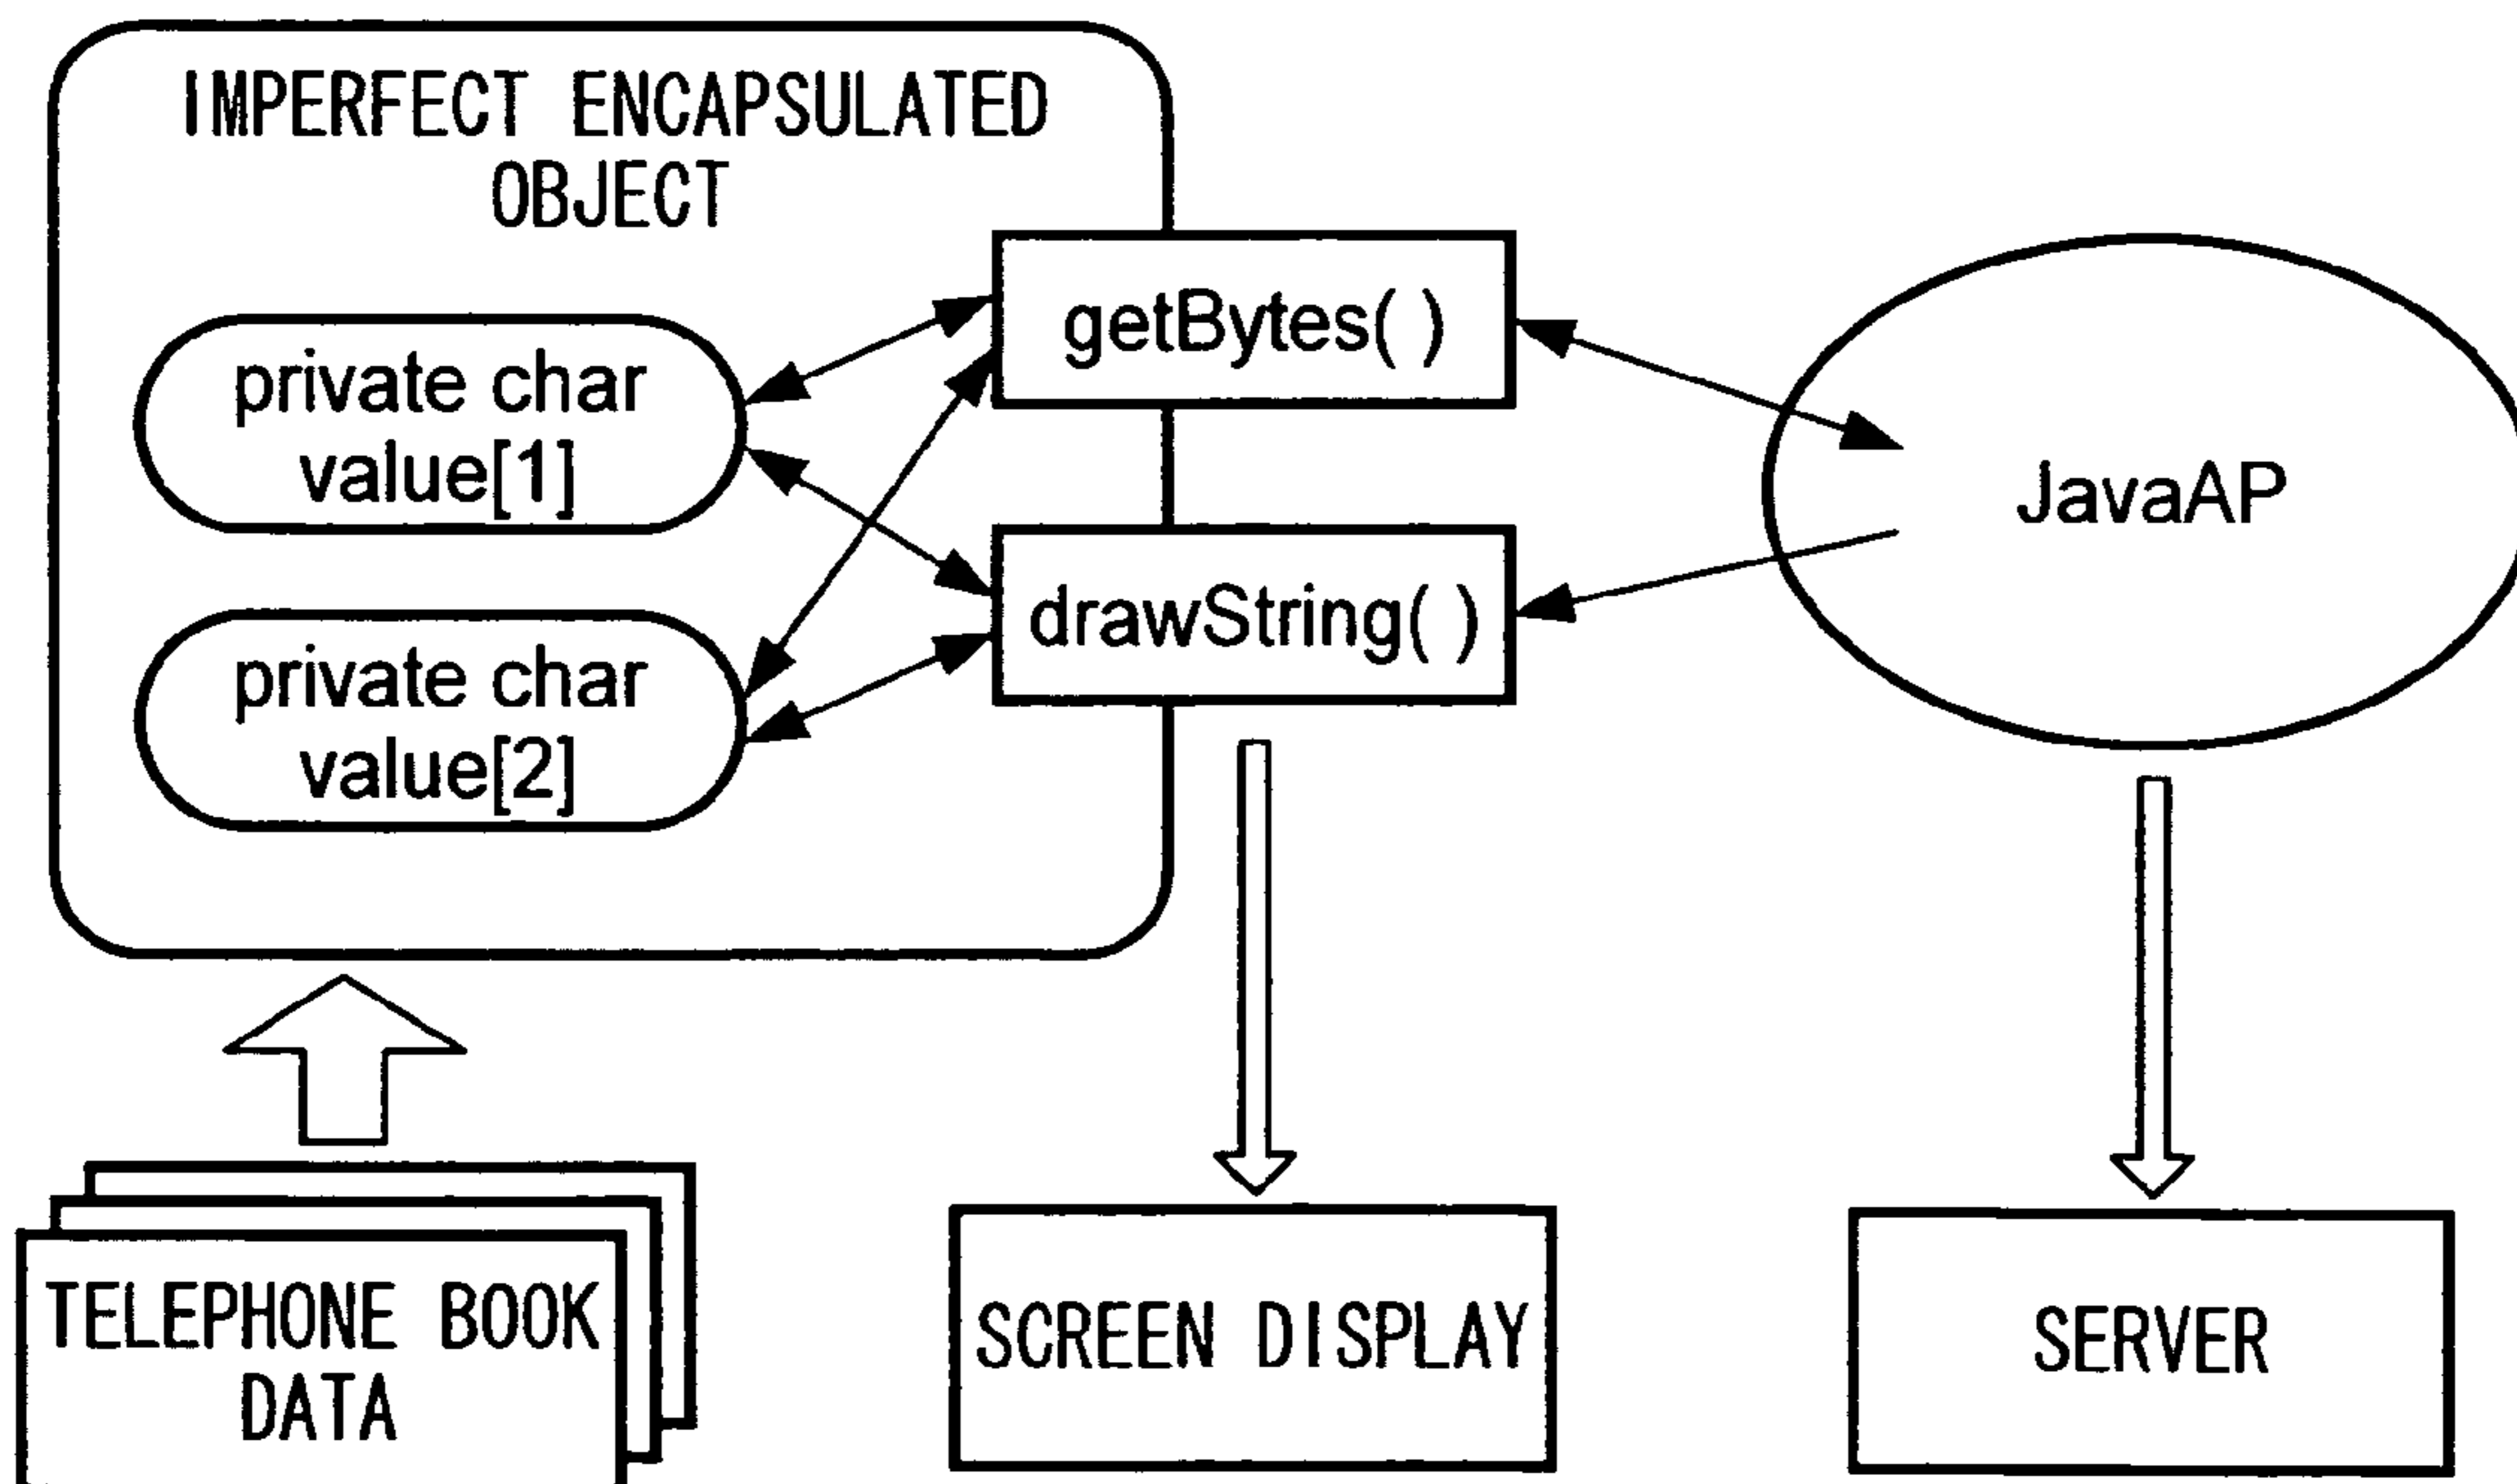 IMPERFECT ENCAPSULATED
OBJECT
getBytes( )
private char
value[1]
JavaAP
drawString( )
private char
value[2]
TELEPHONE BOOK
DATA
SCREEN DISPLAY
SERVER